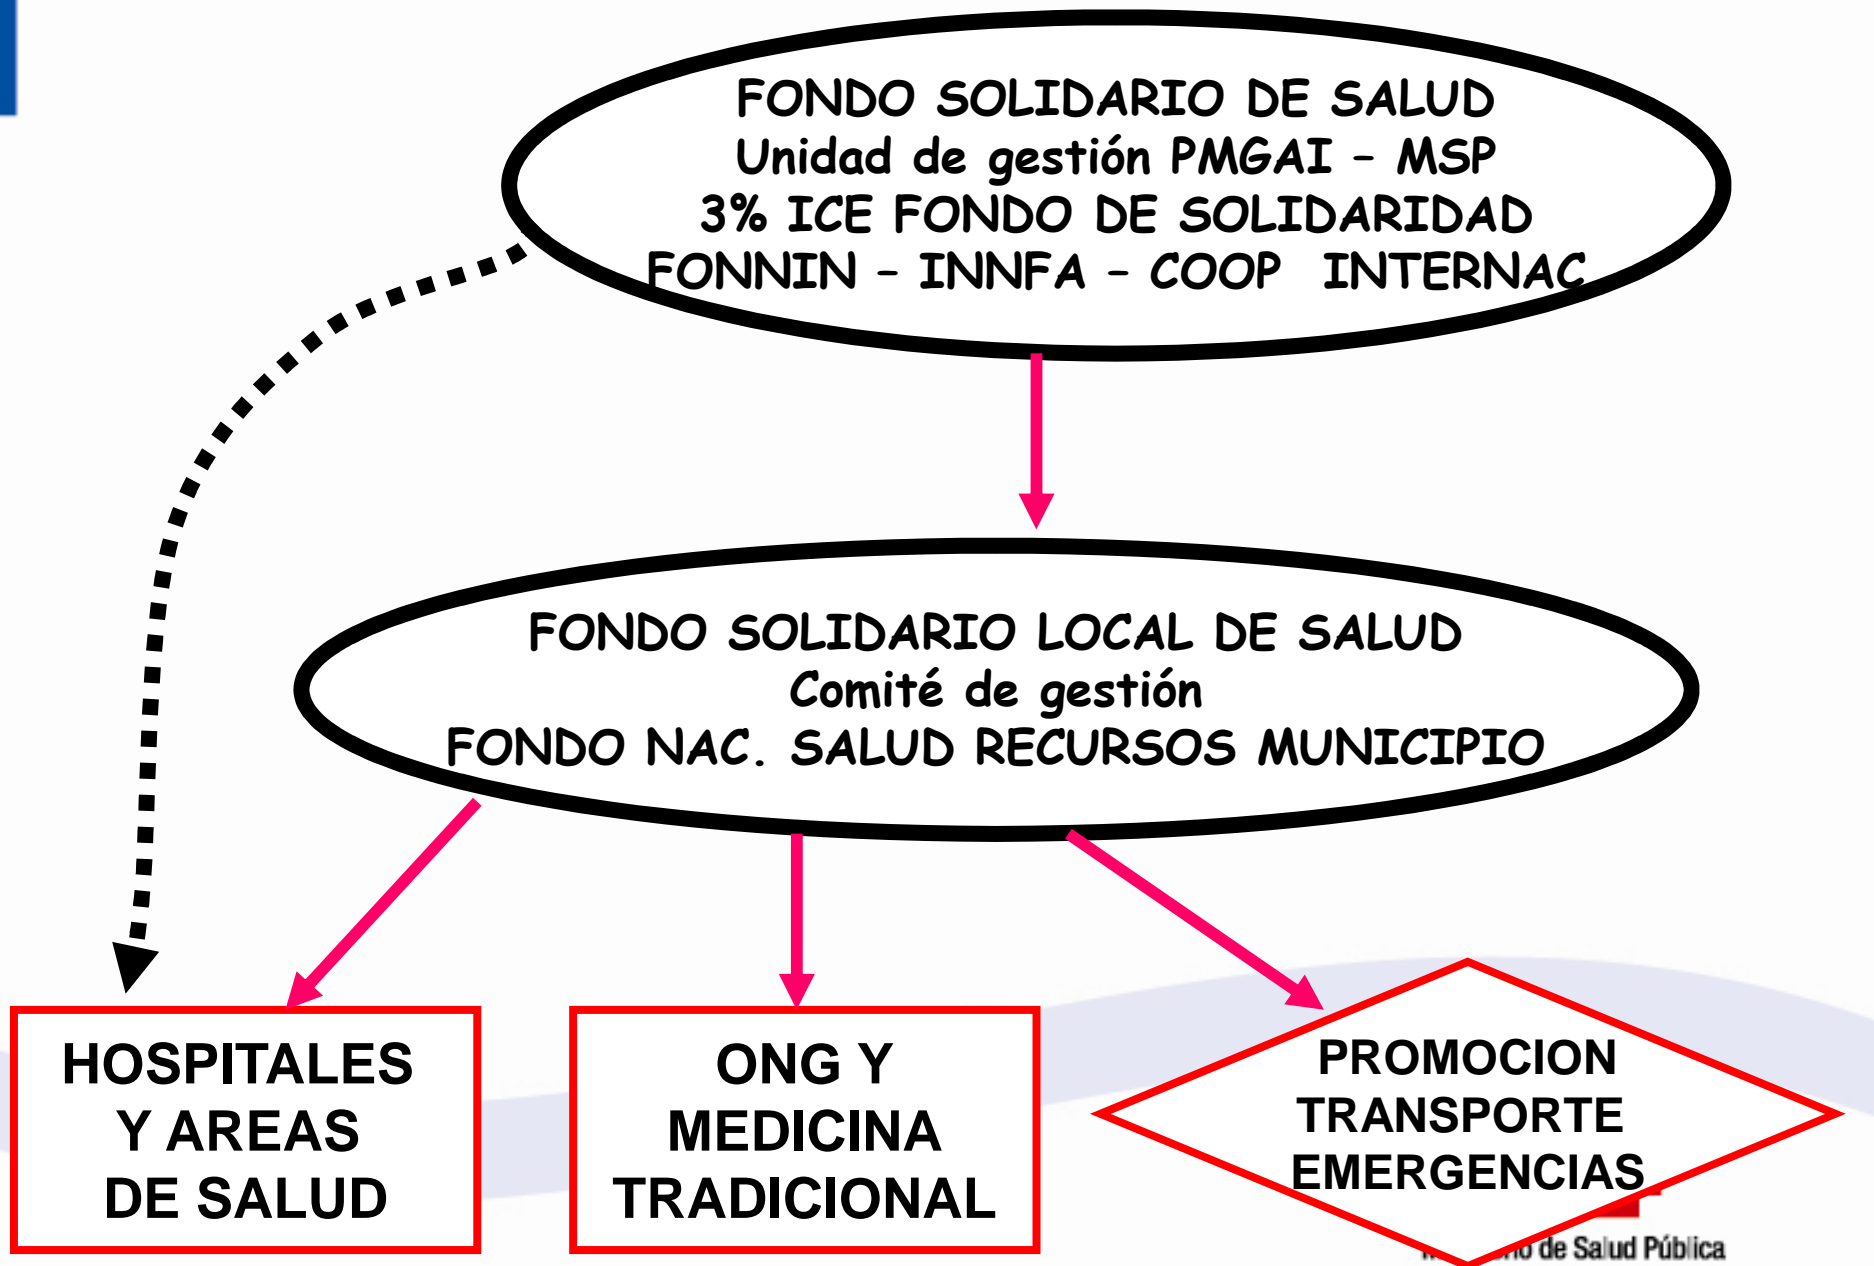 FONDO SOLIDARIO DE SALUD
Unidad de gestión PMGAI – MSP
3% ICE FONDO DE SOLIDARIDAD
FONNIN – INNFA – COOP INTERNAC
FONDO SOLIDARIO LOCAL DE SALUD
Comité de gestión
FONDO NAC. SALUD RECURSOS MUNICIPIO
HOSPITALES
Y AREAS
DE SALUD
ONG Y
MEDICINA
TRADICIONAL
PROMOCION
TRANSPORTE
EMERGENCIAS
de Salud Pública